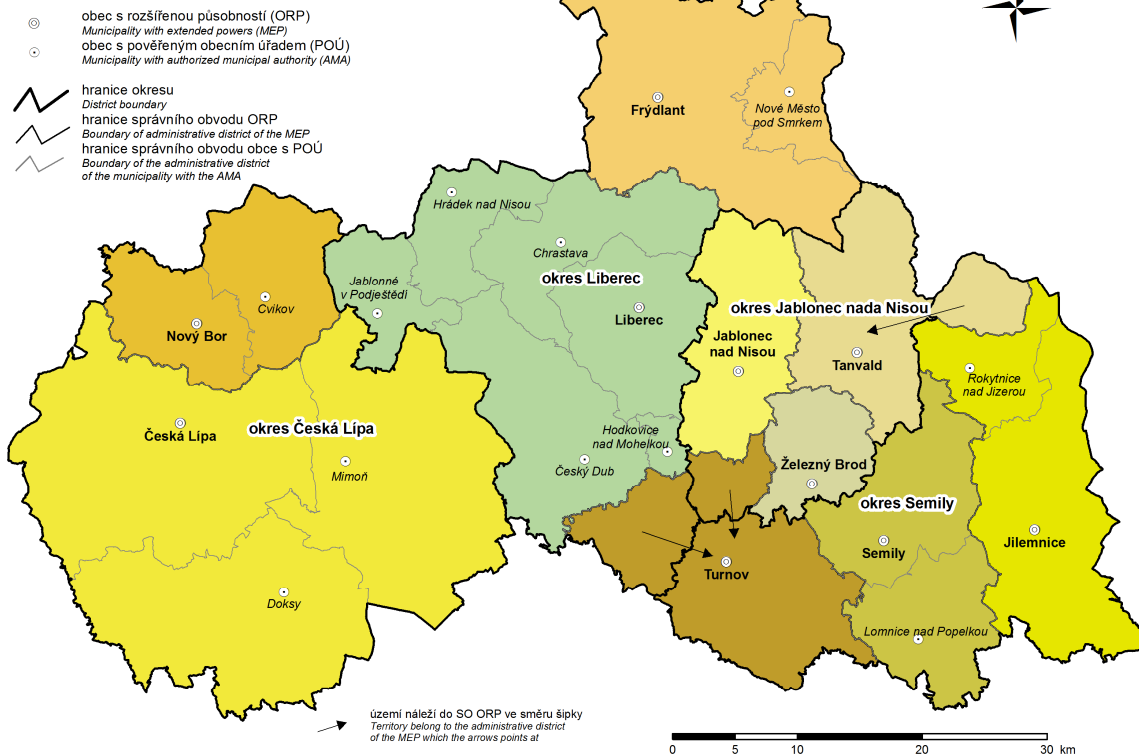 obec s rozšířenou působností (ORP)
Municipality with extended powers (MEP)
obec s pověřeným obecním úřadem (POÚ)
Municipality with authorized municipal authority (AMA)
hranice okresu
District boundary
hranice správního obvodu ORP
Boundary of administrative district of the MEP
hranice správního obvodu obce s POÚ
Boundary of the administrative district
of the municipality with the AMA
Frýdlant
Nové Město
pod Smrkem
Hrádek nad Nisou
Chrastava
okres Liberec
Jablonné
v Podještědí
Cvikov
Liberec
okres Jablonec nada Nisou
Nový Bor
Jablonec
nad Nisou
Tanvald
Rokytnice
nad Jizerou
Česká Lípa
okres Česká Lípa
Hodkovice
nad Mohelkou
Mimoň
Český Dub
Železný Brod
okres Semily
Semily
Jilemnice
Turnov
Doksy
Lomnice nad Popelkou
území náleží do SO ORP ve směru šipky
Territory belong to the administrative district
of the MEP which the arrows points at
0 5 10 20 30 km